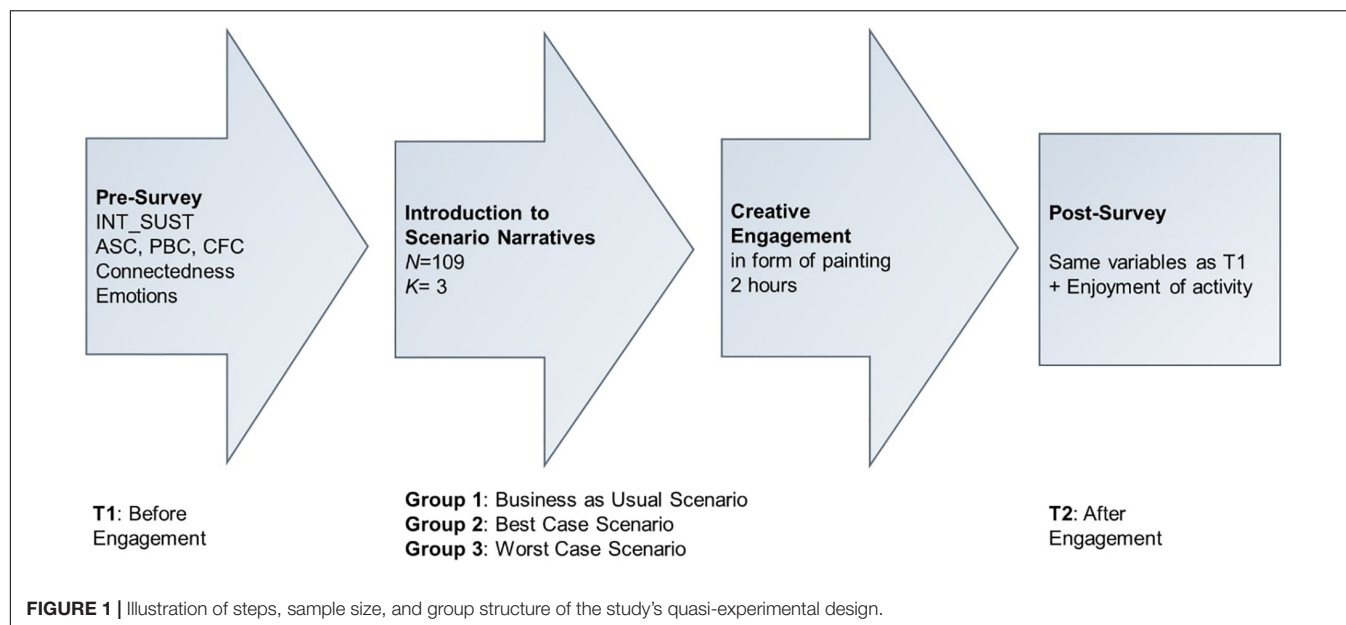 Pre-Survey
INT_SUST
ASC, PBC, CFC
Connectedness
Emotions
Introduction to
Scenario Narratives
N=109
K= 3
Creative
Engagement
in form of painting
2 hours
Post-Survey
Same variables as T1
+ Enjoyment of activity
T1: Before
Engagement
Group 1: Business as Usual Scenario
Group 2: Best Case Scenario
Group 3: Worst Case Scenario
T2: After
Engagement
FIGURE 1 | Illustration of steps, sample size, and group structure of the study's quasi-experimental design.